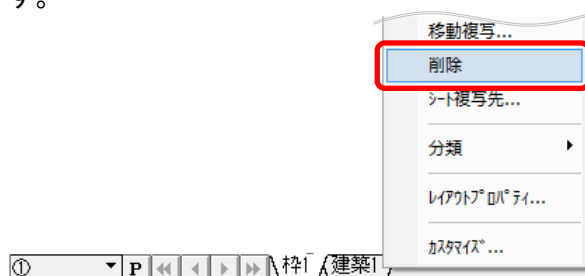 す。
移動複写...
削除
ｼｰﾄ複写先...
分類
ﾚｲｱｳﾄﾌﾟﾛﾊﾟﾃｨ...
ｶｽﾀﾏｲｽﾞ...
① P 枠1 建築1